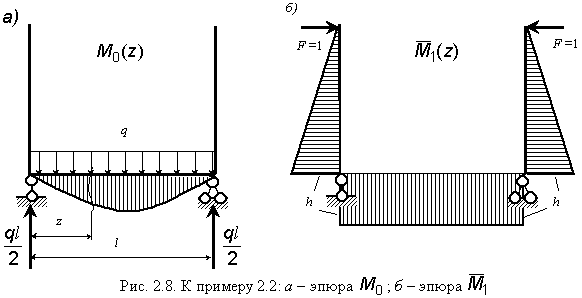 а)
M₀(z)
q
z
l
ql
2
ql
2
б)
F=1
M̅₁(z)
F=1
h
h
h
h
Рис. 2.8. К примеру 2.2: а – эпюра M₀ ; б – эпюра M̅₁